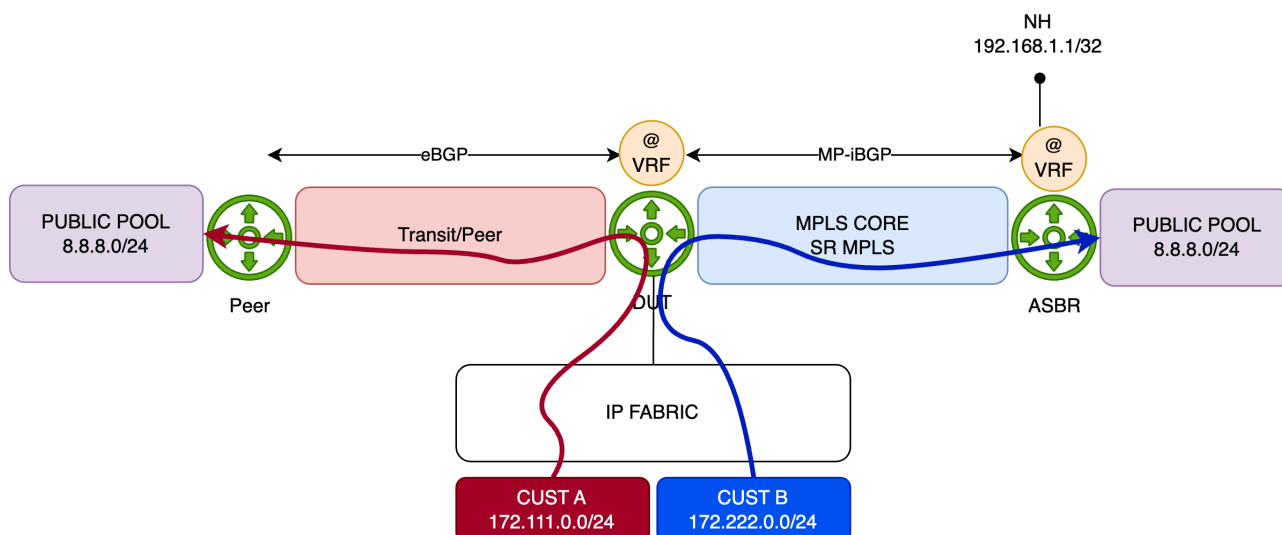 NH
192.168.1.1/32
@
VRF
@
VRF
eBGP
MP-iBGP
PUBLIC POOL
8.8.8.0/24
Transit/Peer
MPLS CORE
SR MPLS
PUBLIC POOL
8.8.8.0/24
Peer
DUT
ASBR
IP FABRIC
CUST A
172.111.0.0/24
CUST B
172.222.0.0/24